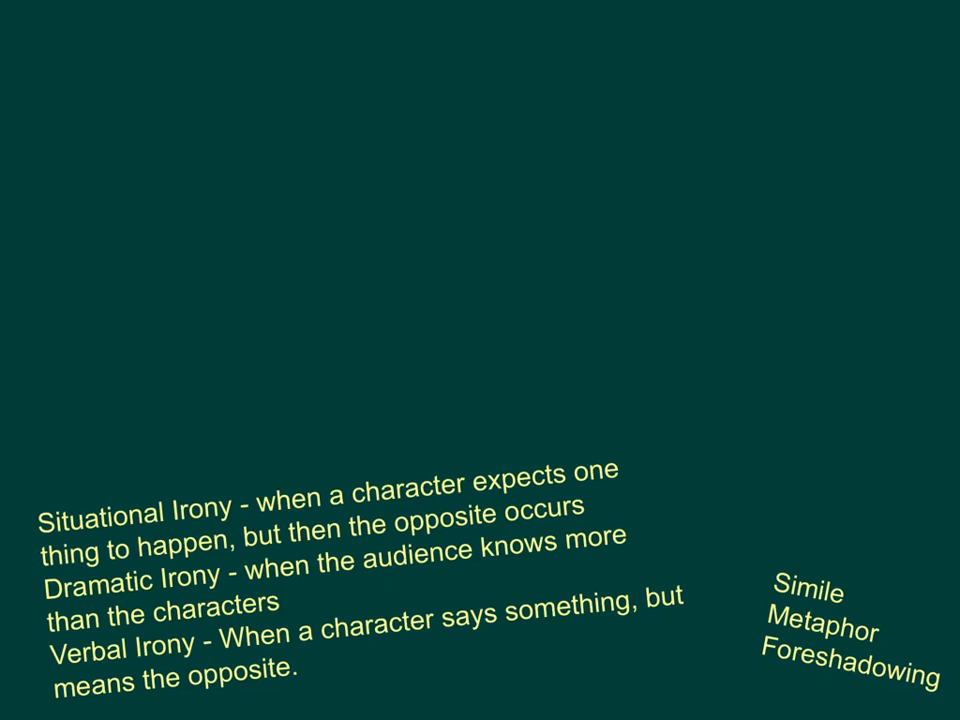 Situational Irony - when a character expects one
thing to happen, but then the opposite occurs
Dramatic Irony - when the audience knows more
than the characters
Verbal Irony - When a character says something, but
means the opposite.
Simile
Metaphor
Foreshadowing